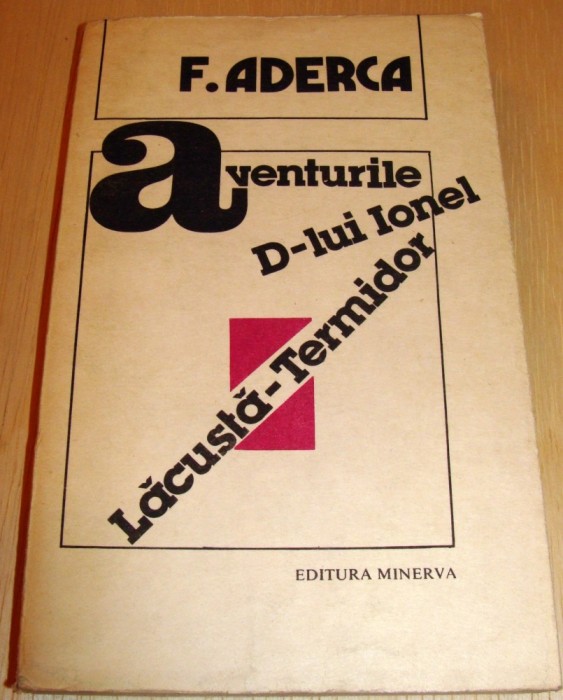 F. ADERCA
aventurile
D-lui Ionel
Lăcustă-Termidor
EDITURA MINERVA